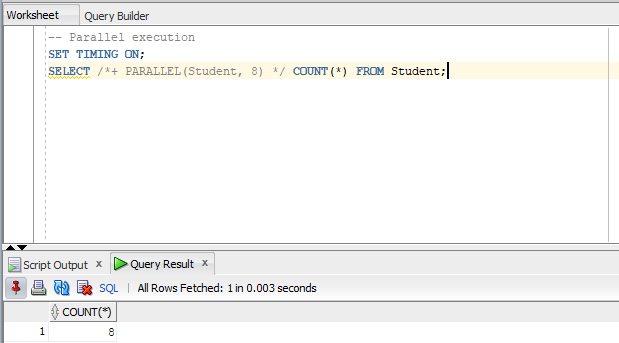 Worksheet Query Builder
-- Parallel execution
SET TIMING ON;
SELECT /*+ PARALLEL(Student, 8) */ COUNT(*) FROM Student;
Script Output x Query Result x
SQL | All Rows Fetched: 1 in 0.003 seconds
COUNT(*)
1 8